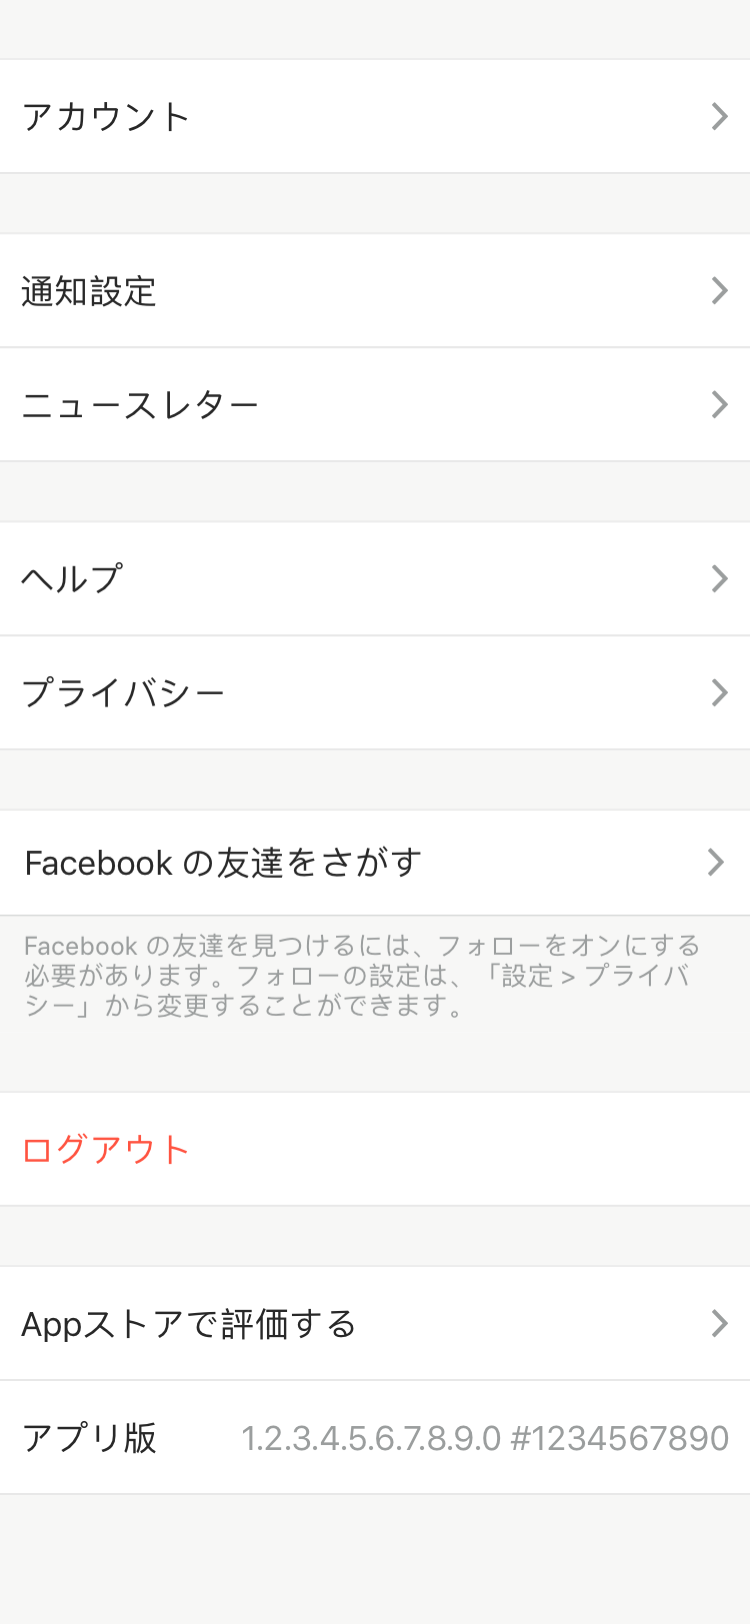 アカウント
通知設定
ニュースレター
ヘルプ
プライバシー
Facebook の友達をさがす
Facebook の友達を見つけるには、フォローをオンにする
必要があります。フォローの設定は、「設定 > プライバ
シー」から変更することができます。
ログアウト
Appストアで評価する
アプリ版 1.2.3.4.5.6.7.8.9.0 #1234567890